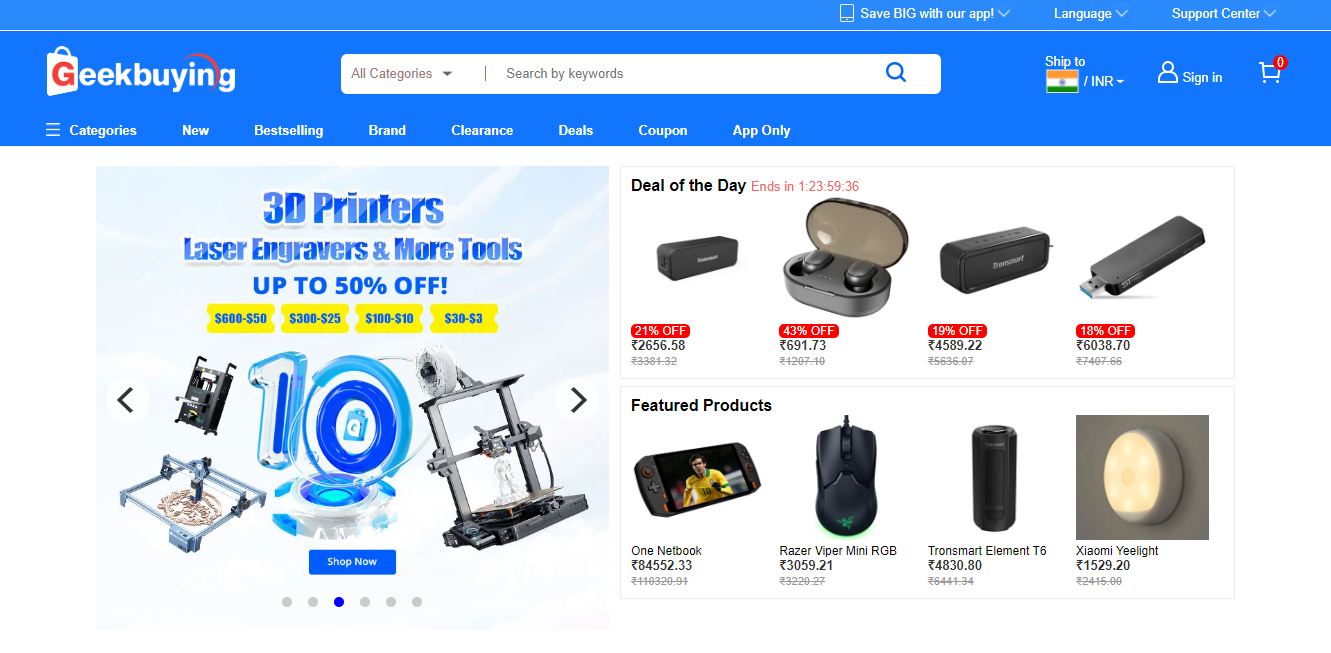 Save BIG with our app!
Language
Support Center
Geekbuying
All Categories
Search by keywords
Ship to
/ INR
Sign in
0
Categories
New
Bestselling
Brand
Clearance
Deals
Coupon
App Only
3D Printers
Laser Engravers & More Tools
UP TO 50% OFF!
$600-$50
$300-$25
$100-$10
$30-$3
10
Shop Now
Deal of the Day Ends in 1:23:59:36
Tronsmart
Tronsmart
21% OFF
₹2656.58
₹3381.32
43% OFF
₹691.73
₹1207.10
19% OFF
₹4589.22
₹5636.07
18% OFF
₹6038.70
₹7407.66
Featured Products
One Netbook
₹84552.33
₹110320.91
Razer Viper Mini RGB
₹3059.21
₹3220.27
Tronsmart
Tronsmart Element T6
₹4830.80
₹6441.34
Xiaomi Yeelight
₹1529.20
₹2415.00